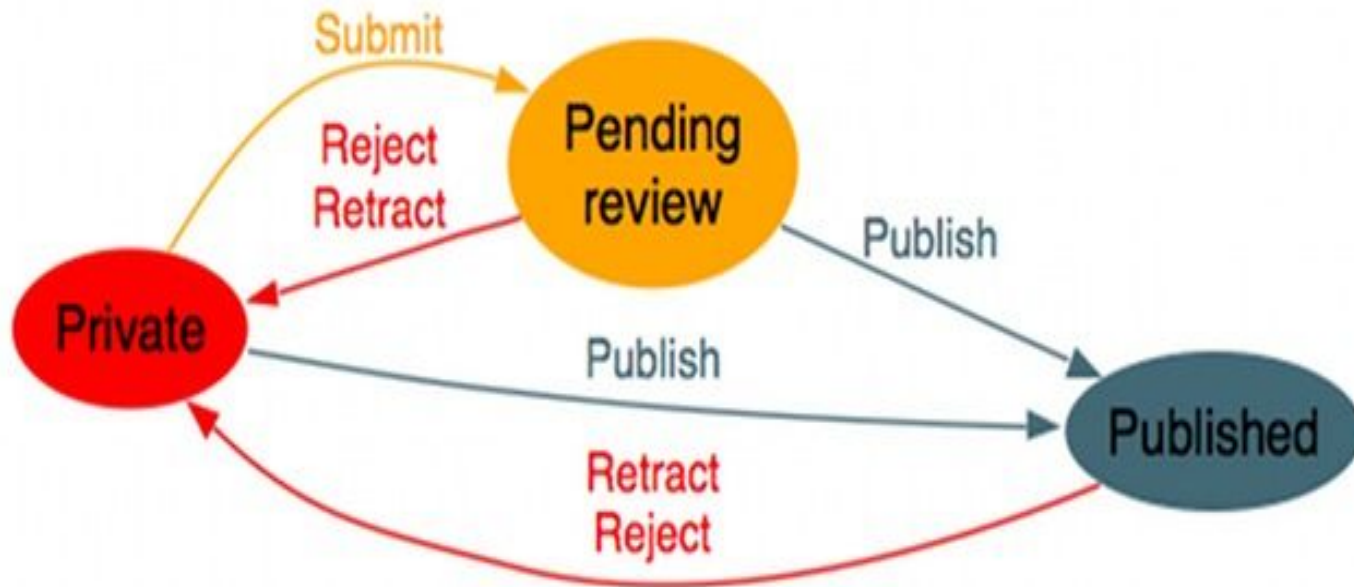 Submit
Reject
Retract
Pending
review
Publish
Private
Publish
Published
Retract
Reject